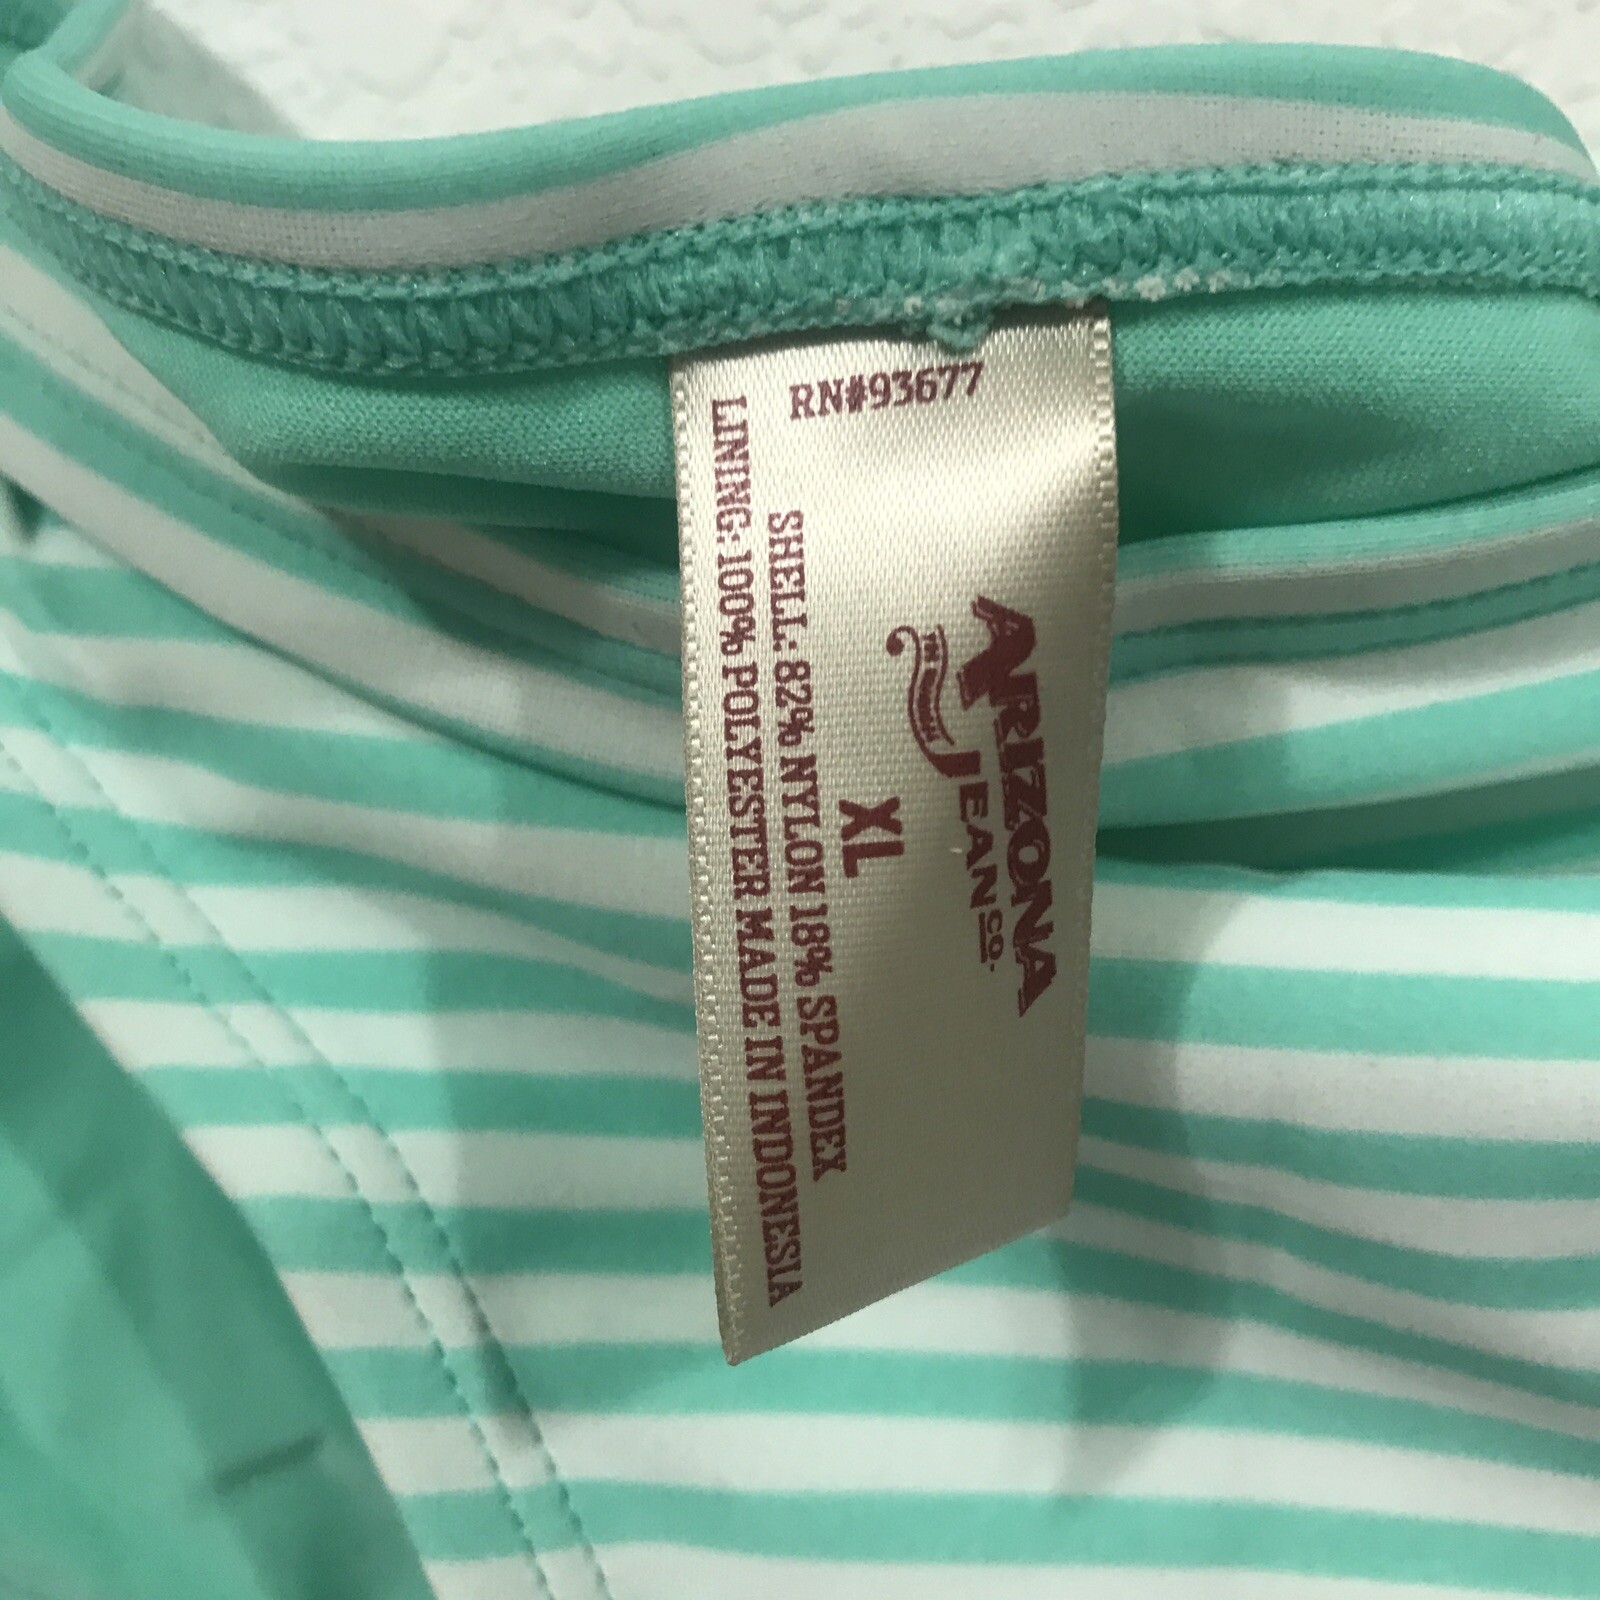 RN#93677
ARIZONA
JEAN CO.
XL
SHELL: 82% NYLON 18% SPANDEX
LINING: 100% POLYESTER MADE IN INDONESIA